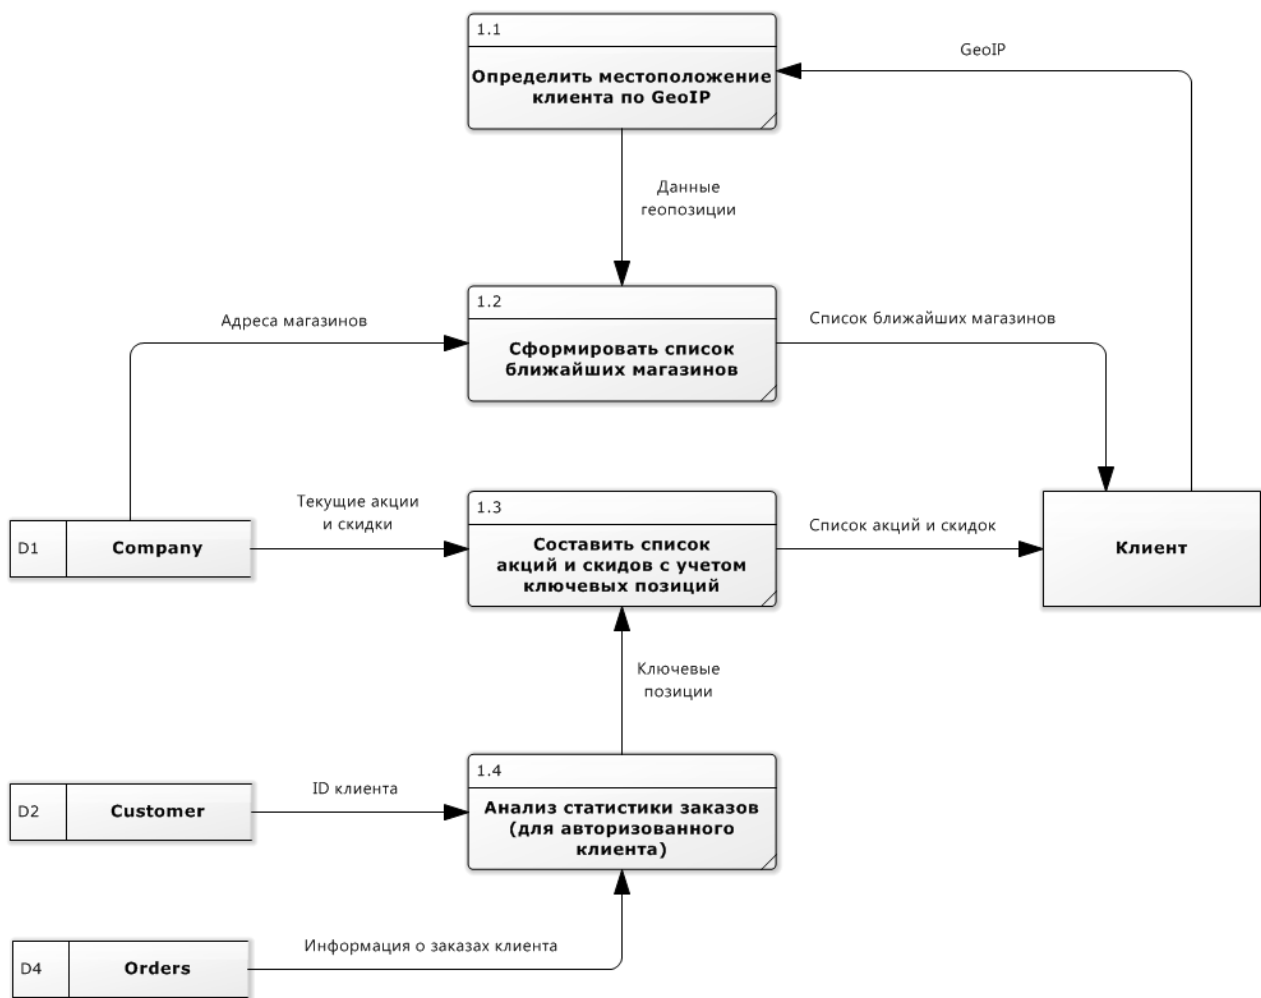 1.1
GeoIP
Определить местоположение
клиента по GeoIP
Данные
геопозиции
1.2
Адреса магазинов
Список ближайших магазинов
Сформировать список
ближайших магазинов
Текущие акции
и скидки
1.3
Список акций и скидок
D1
Company
Составить список
акций и скидов с учетом
ключевых позиций
Клиент
Ключевые
позиции
1.4
ID клиента
D2
Customer
Анализ статистики заказов
(для авторизованного
клиента)
Информация о заказах клиента
D4
Orders